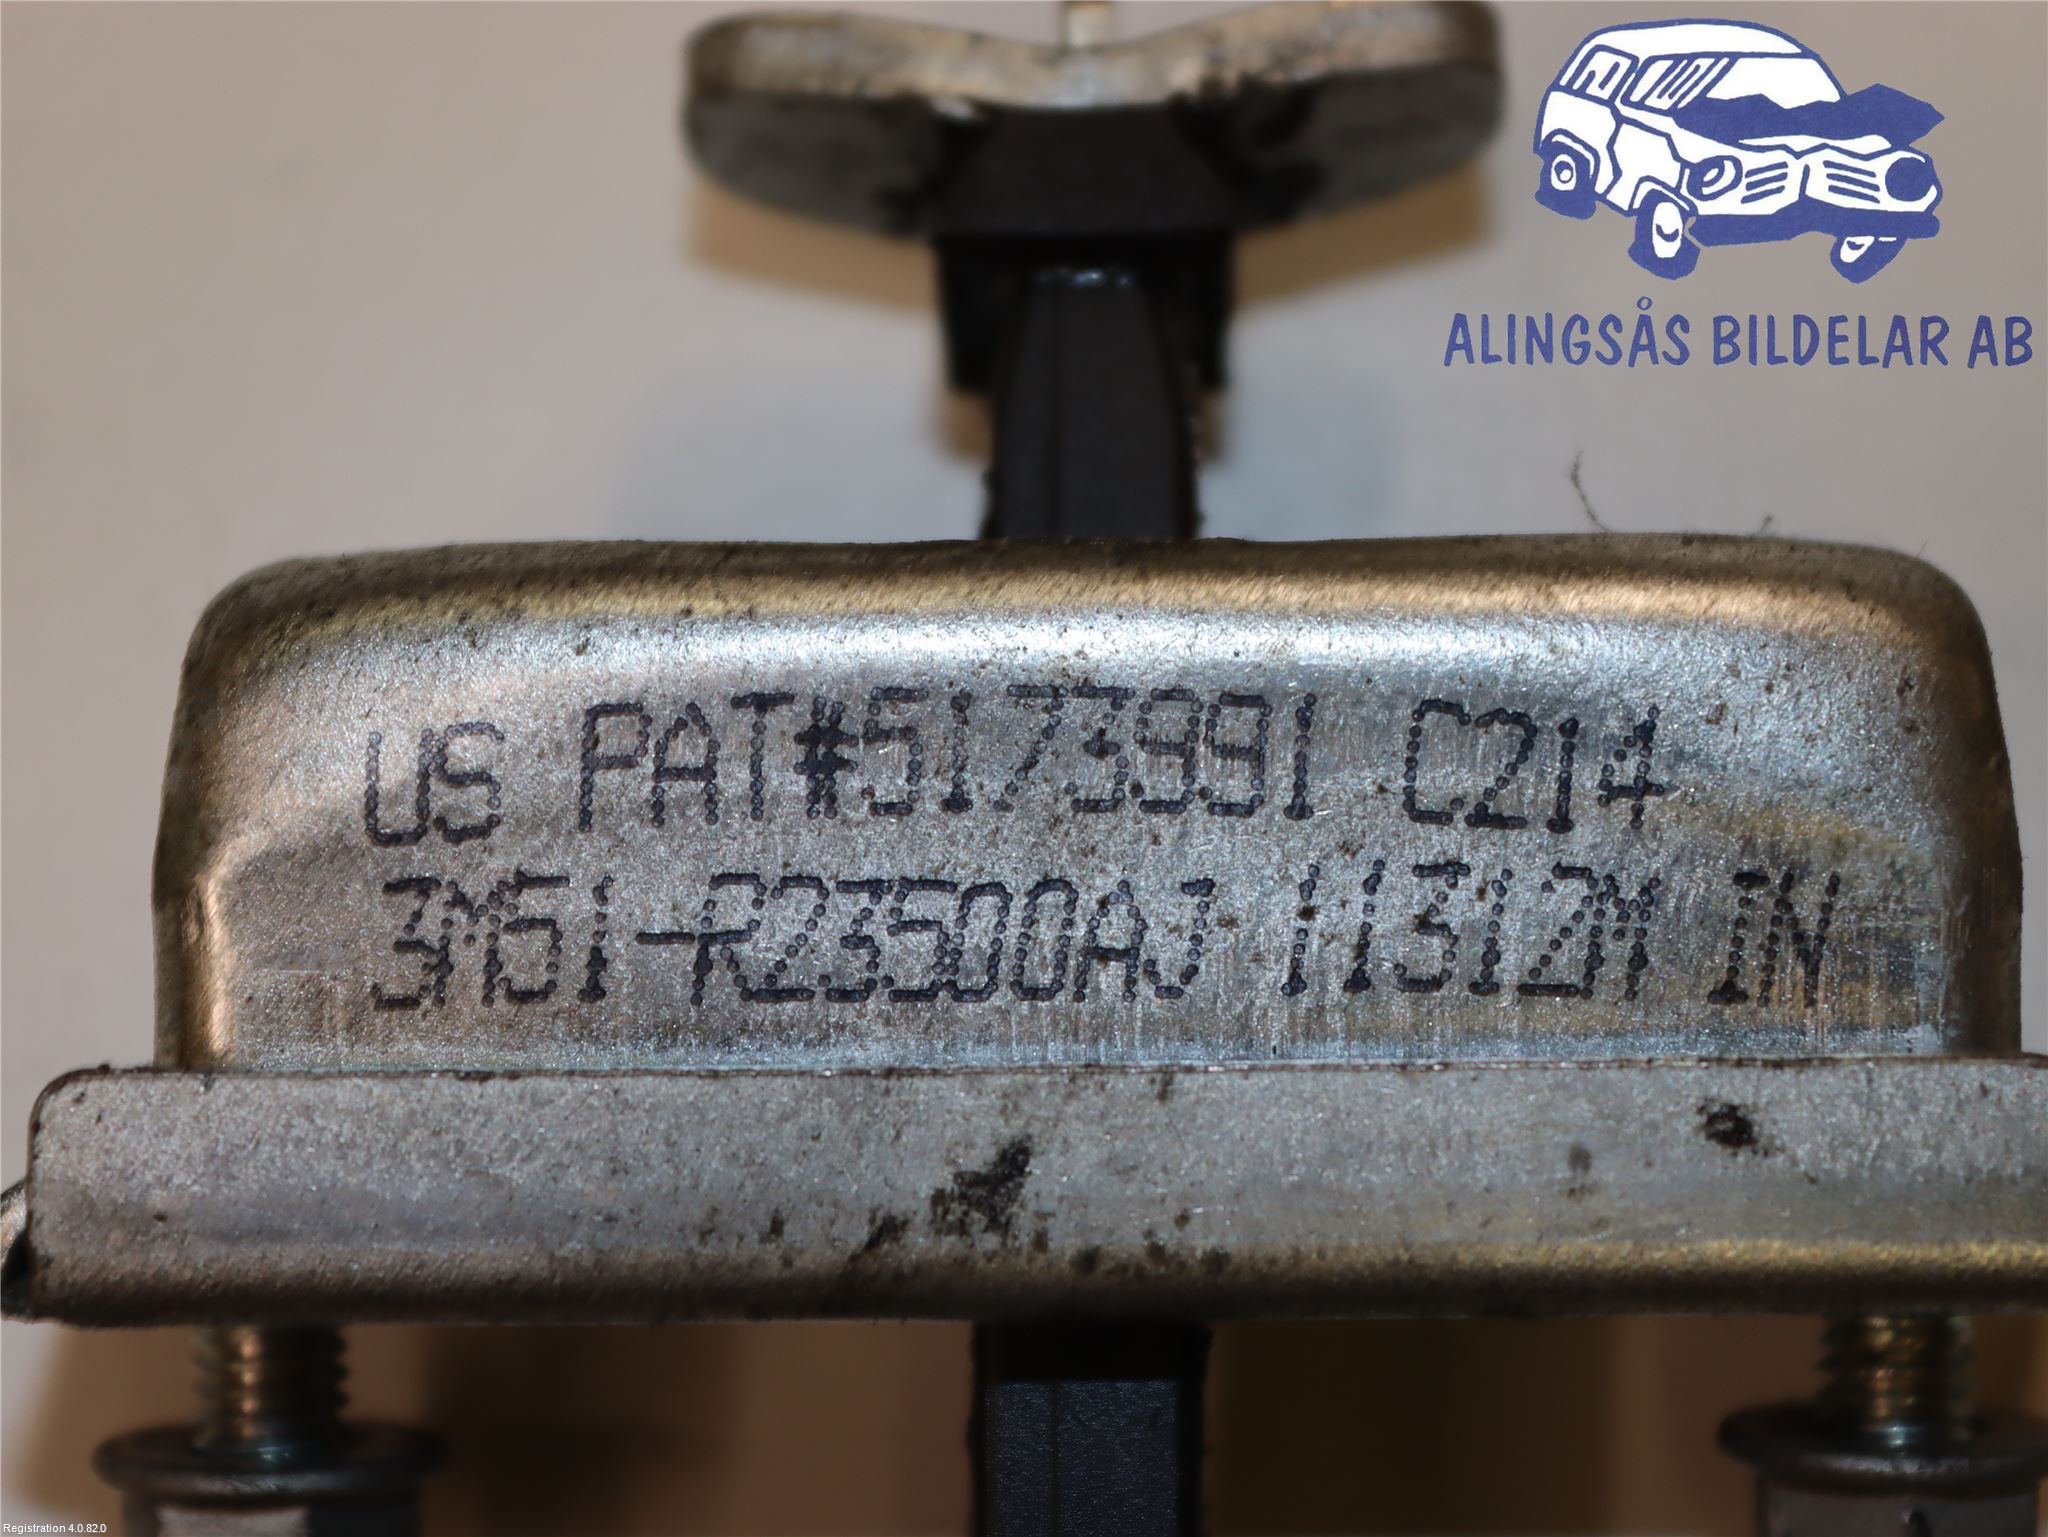 ALINGSÅS BILDELAR AB
US PAT#5173991 C214
3M51-R23500AJ 11312M IN
Registration 4.0.82.0